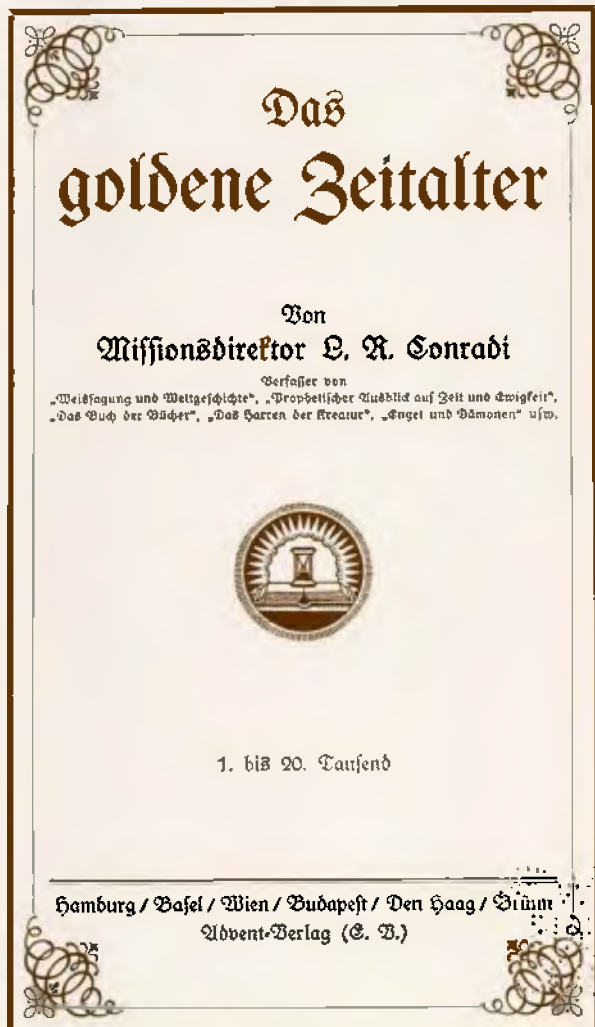 Das
goldene Zeitalter
Von
Missionsdirektor L. R. Conradi
Verfasser von
„Weissagung und Weltgeschichte“, „Prophetischer Ausblick auf Zeit und Ewigkeit“,
„Das Buch der Bücher“, „Das Harren der Kreatur“, „Engel und Dämonen“ usw.
1. bis 20. Tausend
Hamburg / Basel / Wien / Budapest / Den Haag / Brünn
Advent-Verlag (E. V.)